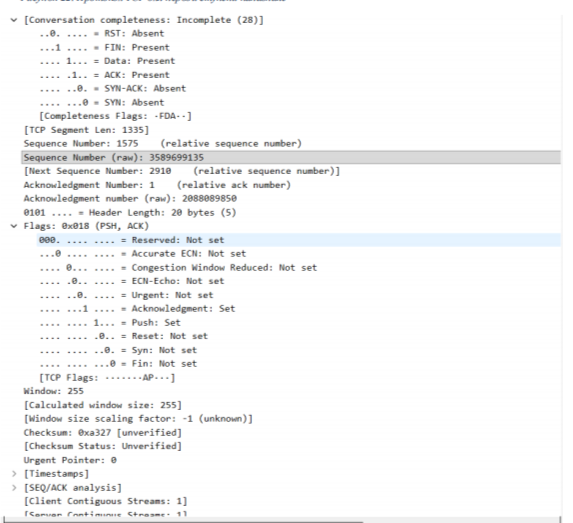 [Conversation completeness: Incomplete (28)]
..0. .... = RST: Absent
...1 .... = FIN: Present
.... 1... = Data: Present
.... .1.. = ACK: Present
.... ..0. = SYN-ACK: Absent
.... ...0 = SYN: Absent
[Completeness Flags: ·FDA··]
[TCP Segment Len: 1335]
Sequence Number: 1575    (relative sequence number)
Sequence Number (raw): 3589699135
[Next Sequence Number: 2910    (relative sequence number)]
Acknowledgment Number: 1    (relative ack number)
Acknowledgment number (raw): 2088089850
0101 .... = Header Length: 20 bytes (5)
Flags: 0x018 (PSH, ACK)
000. .... .... = Reserved: Not set
...0 .... .... = Accurate ECN: Not set
.... 0... .... = Congestion Window Reduced: Not set
.... .0.. .... = ECN-Echo: Not set
.... ..0. .... = Urgent: Not set
.... ...1 .... = Acknowledgment: Set
.... .... 1... = Push: Set
.... .... .0.. = Reset: Not set
.... .... ..0. = Syn: Not set
.... .... ...0 = Fin: Not set
[TCP Flags: ·······AP···]
Window: 255
[Calculated window size: 255]
[Window size scaling factor: -1 (unknown)]
Checksum: 0xa327 [unverified]
[Checksum Status: Unverified]
Urgent Pointer: 0
[Timestamps]
[SEQ/ACK analysis]
[Client Contiguous Streams: 1]
[Server Contiguous Streams: 1]